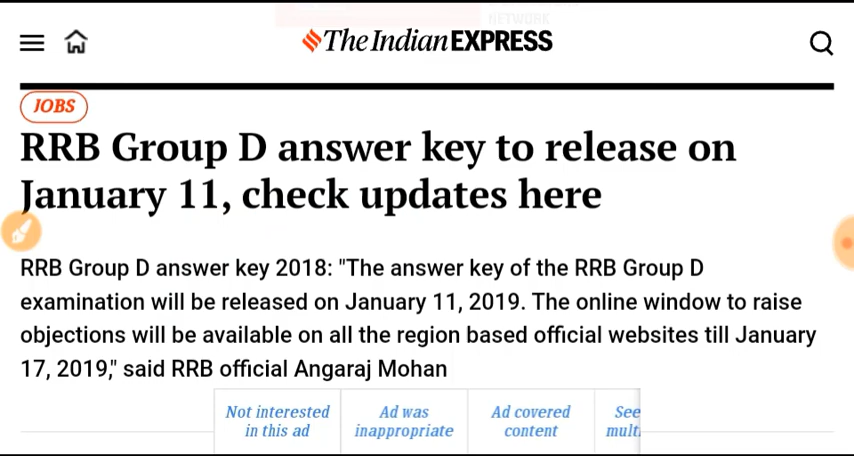 NETWORK
The Indian EXPRESS
JOBS
RRB Group D answer key to release on
January 11, check updates here
RRB Group D answer key 2018: "The answer key of the RRB Group D
examination will be released on January 11, 2019. The online window to raise
objections will be available on all the region based official websites till January
17, 2019," said RRB official Angaraj Mohan
Not interested Ad was Ad covered See
in this ad inappropriate content